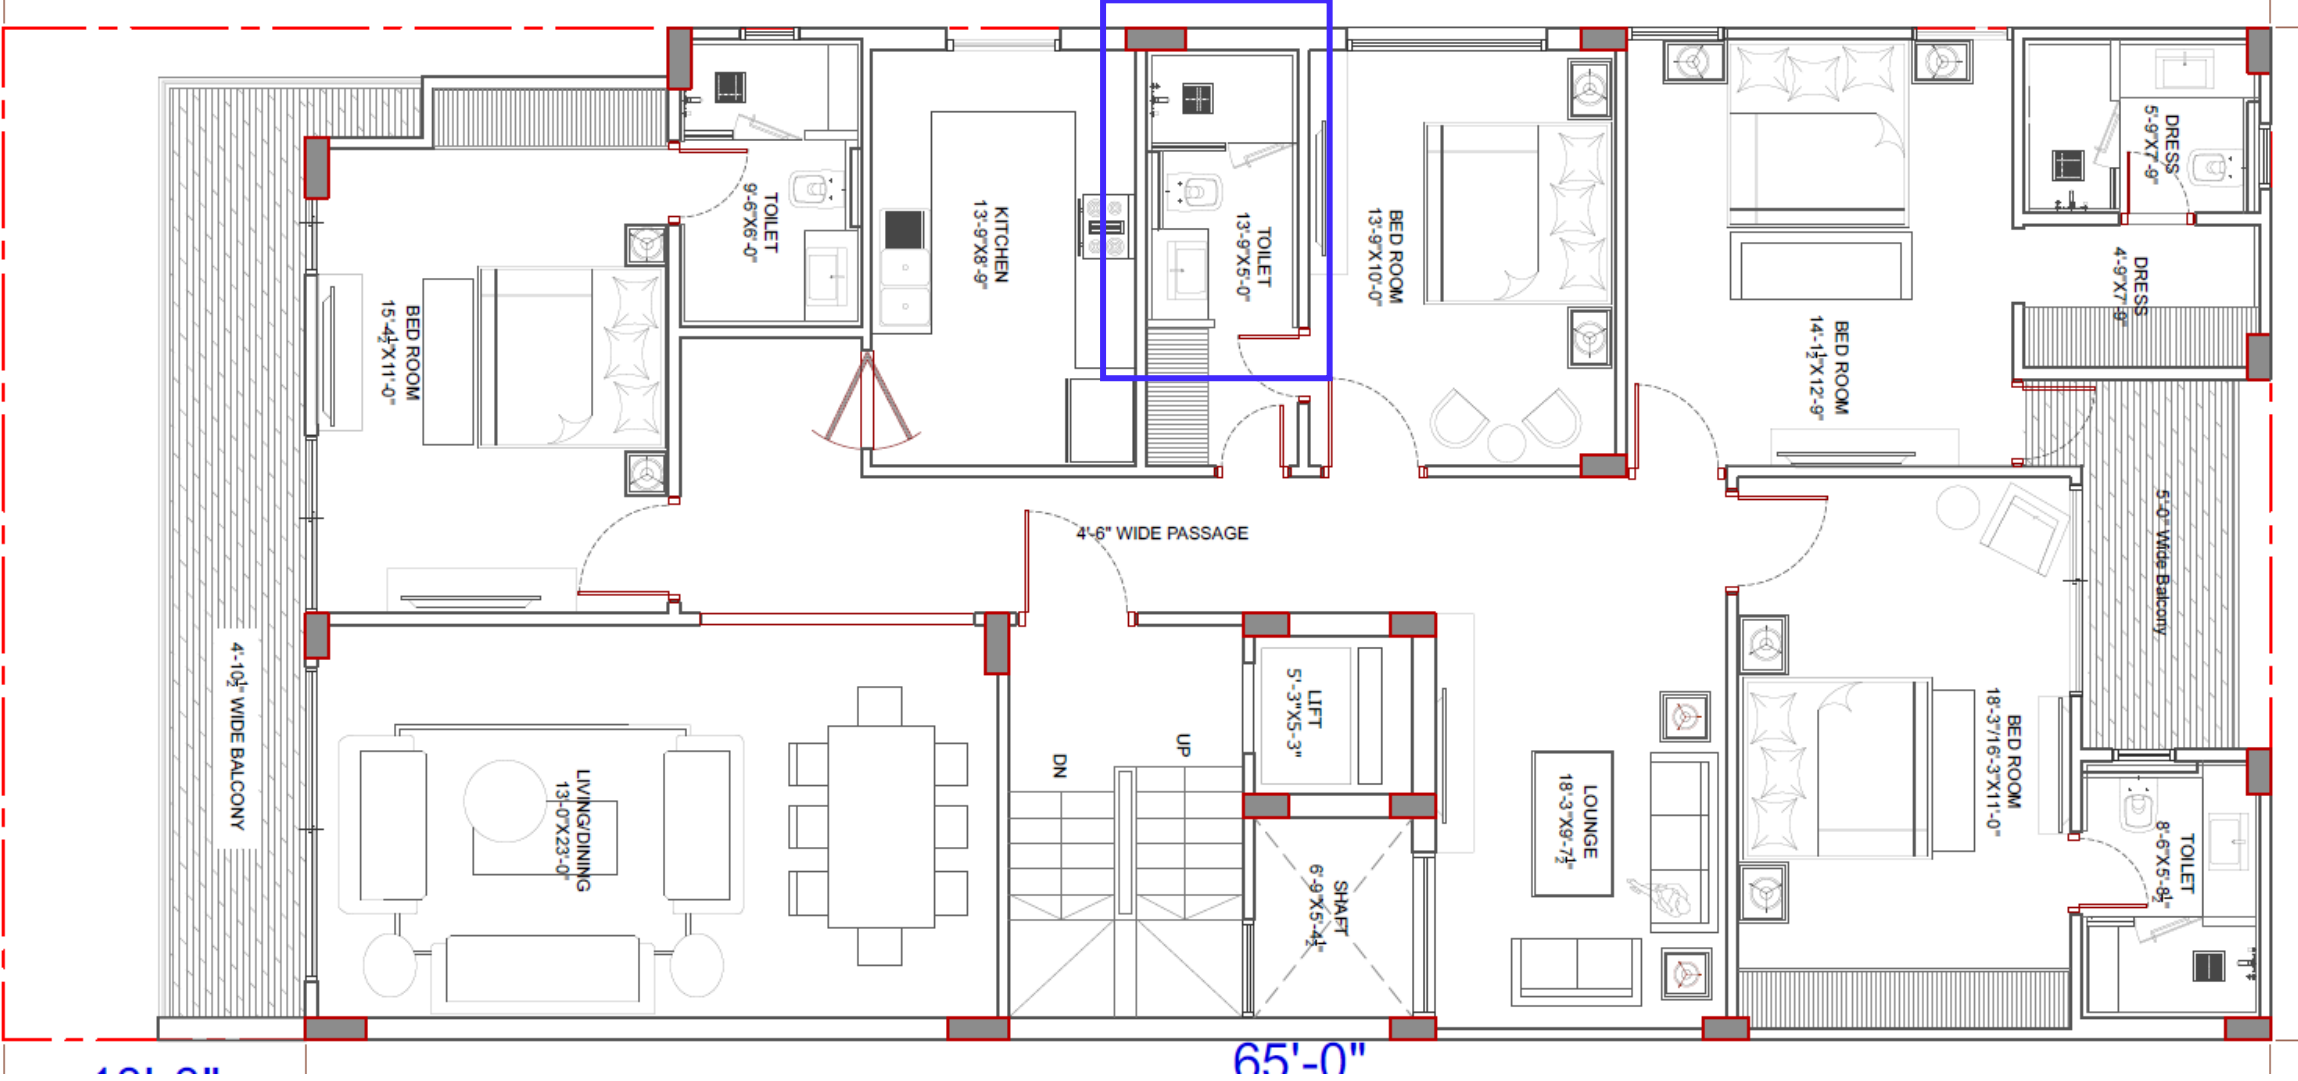 TOILET
9'-6"X6'-0"
KITCHEN
13'-9"X8'-9"
TOILET
13'-9"X5'-0"
BED ROOM
13'-9"X10'-0"
BED ROOM
14'-1½"X12'-9"
DRESS
5'-9"X7'-9"
DRESS
4'-9"X7'-9"
BED ROOM
15'-4½"X11'-0"
4'-6" WIDE PASSAGE
5'-0" Wide Balcony
4'-10½" WIDE BALCONY
LIVING/DINING
13'-0"X23'-0"
DN
UP
LIFT
5'-3"X5-3"
SHAFT
6'-9"X5'-4½"
LOUNGE
18'-3"X9'-7½"
BED ROOM
18'-3"/16'-3"X11'-0"
TOILET
8'-6"X5'-8½"
65'-0"